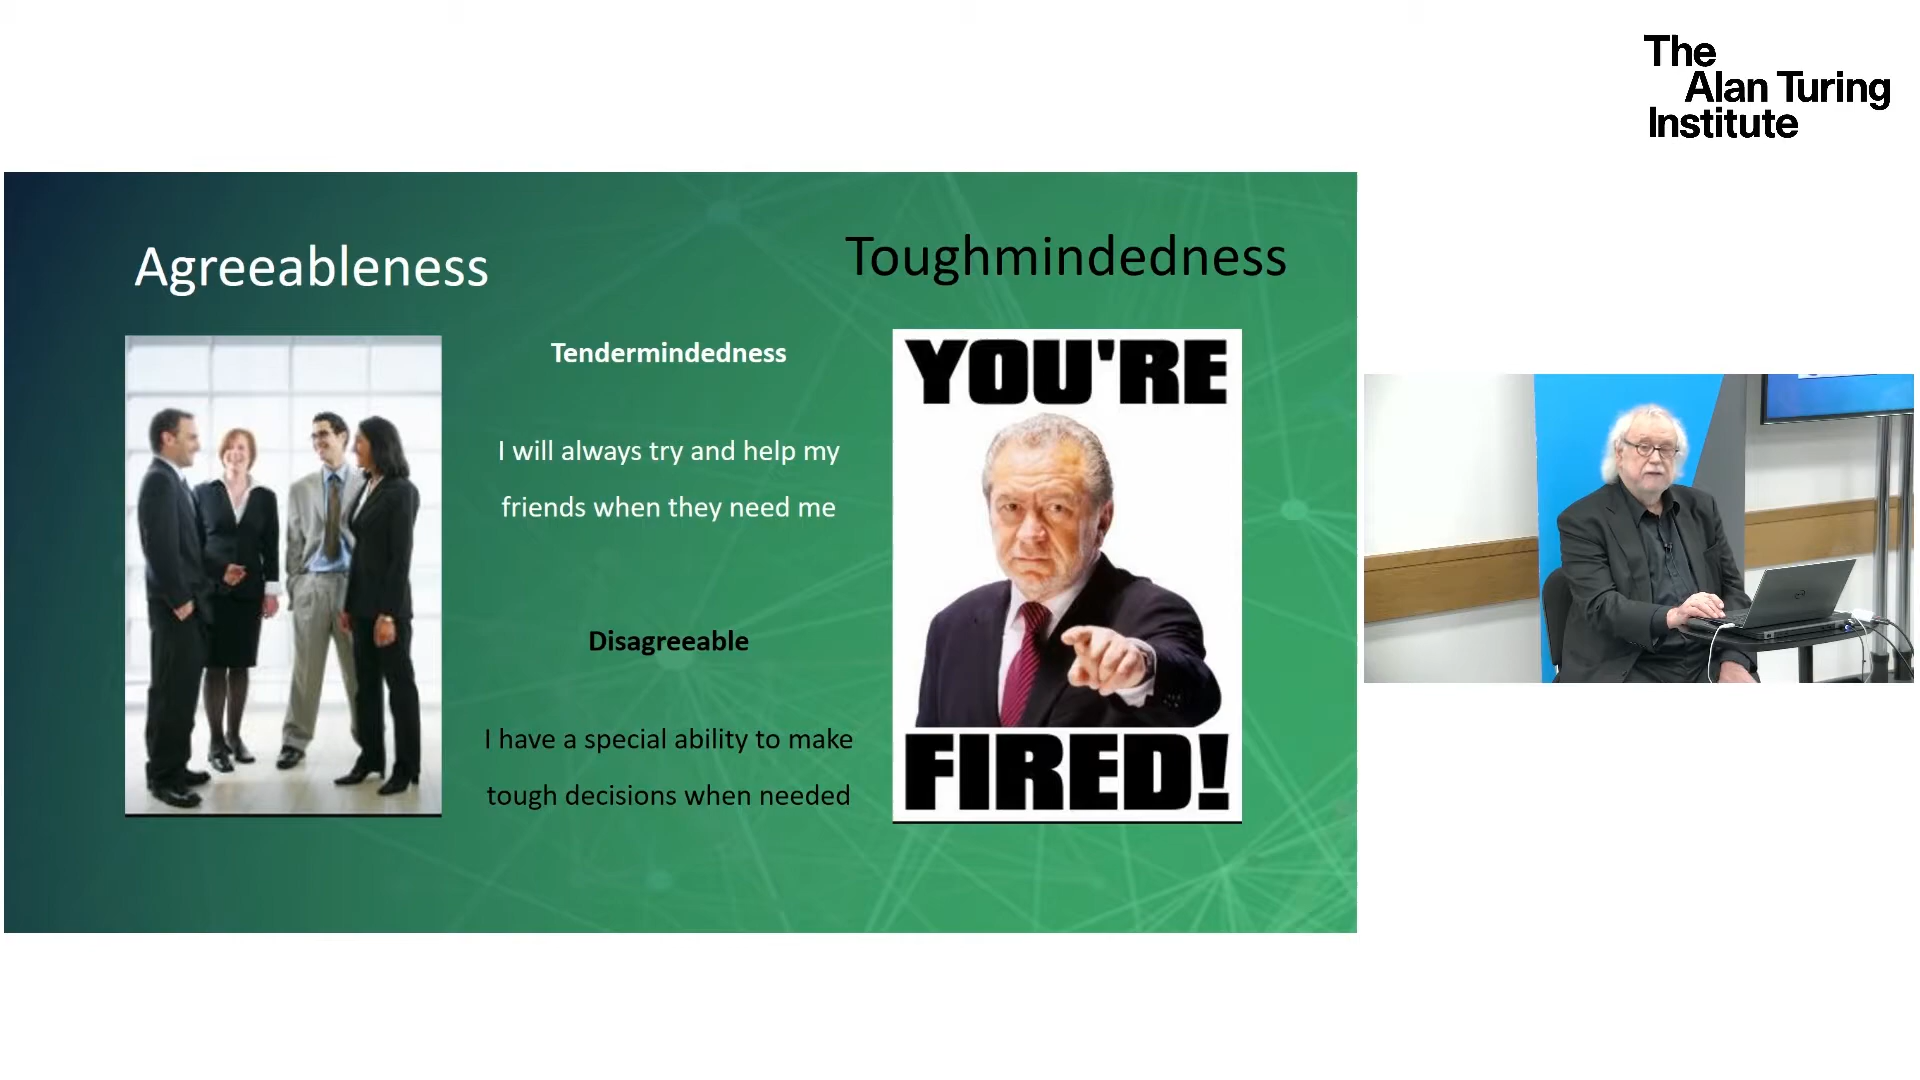 The
Alan Turing
Institute
Agreeableness
Toughmindedness
Tendermindedness
I will always try and help my
friends when they need me
Disagreeable
I have a special ability to make
tough decisions when needed
YOU'RE
FIRED!